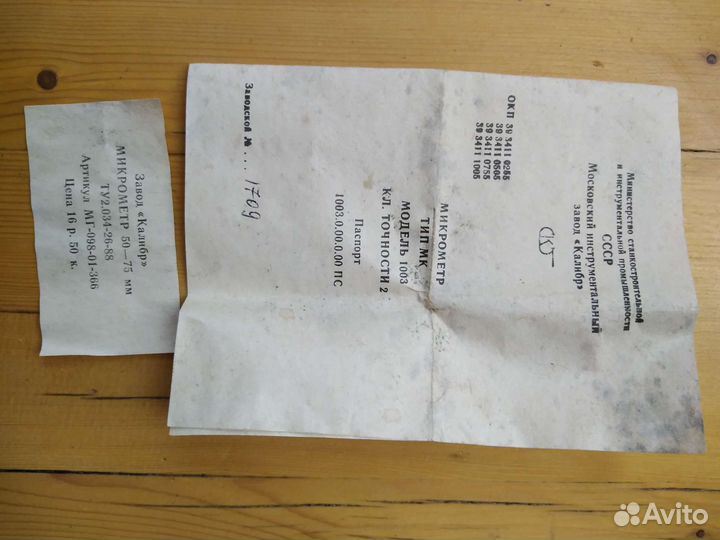 Завод «Калибр»
МИКРОМЕТР 50—75 мм
ТУ2.034-26-88
Артикул МГ-098-01-366
Цена 16 р. 50 к.
Министерство станкостроительной
и инструментальной промышленности
СССР
Московский инструментальный
завод «Калибр»
ОКП 39 3411 0255
39 3411 0505
39 3411 0755
39 3411 1005
МИКРОМЕТР
ТИП МК
МОДЕЛЬ 1003
КЛ. ТОЧНОСТИ 2
Паспорт
1003.0.00.0.00 ПС
Заводской № . . . 1709
Avito